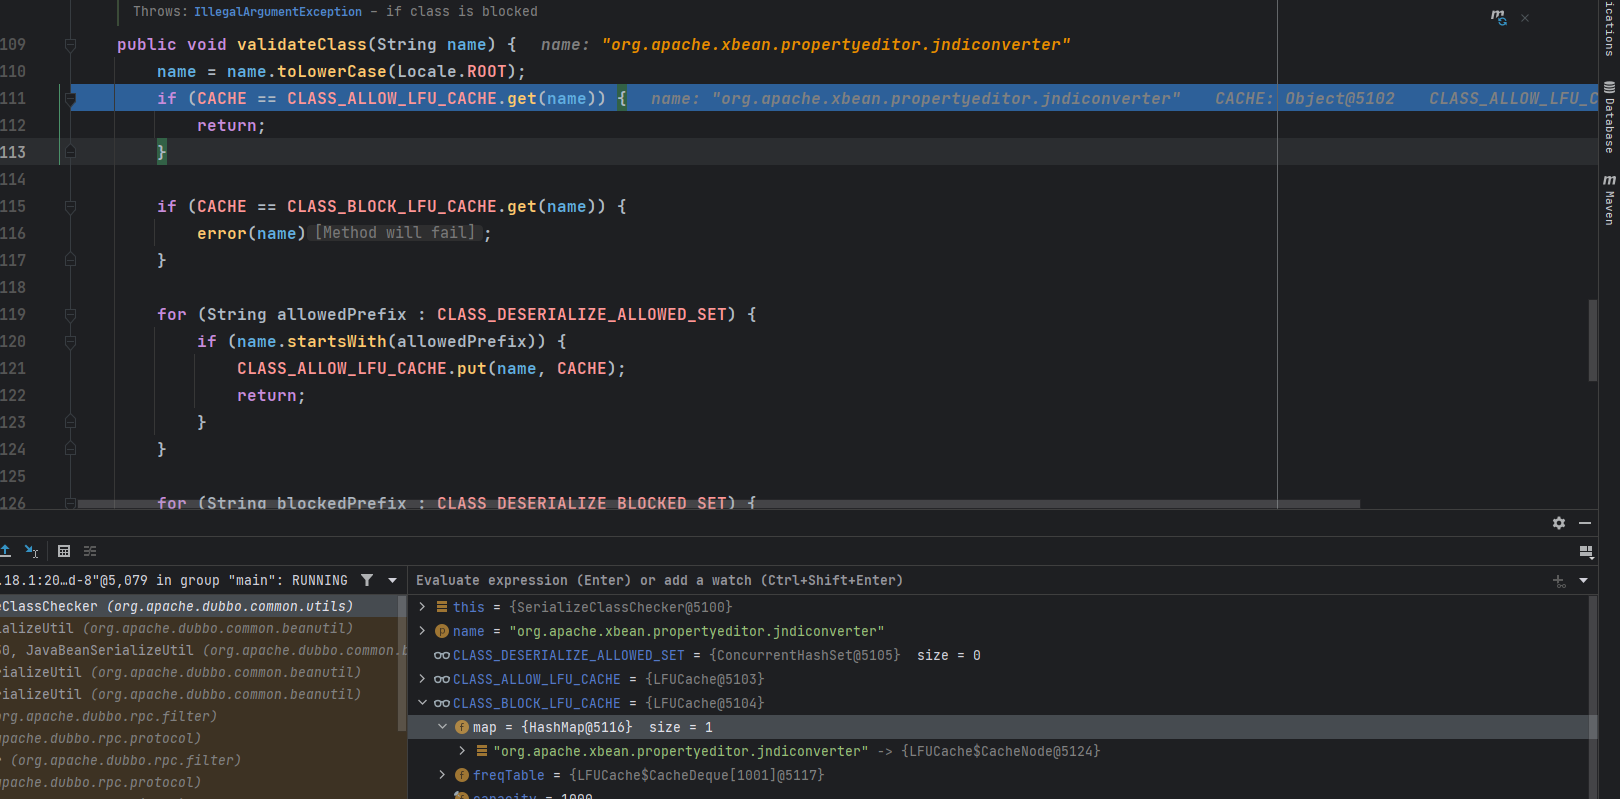 Throws: IllegalArgumentException – if class is blocked
109 public void validateClass(String name) { name: "org.apache.xbean.propertyeditor.jndiconverter"
110 name = name.toLowerCase(Locale.ROOT);
111 if (CACHE == CLASS_ALLOW_LFU_CACHE.get(name)) { name: "org.apache.xbean.propertyeditor.jndiconverter" CACHE: Object@5102 CLASS_ALLOW_LFU_C
112 return;
113 }
114
115 if (CACHE == CLASS_BLOCK_LFU_CACHE.get(name)) {
116 error(name) [Method will fail] ;
117 }
118
119 for (String allowedPrefix : CLASS_DESERIALIZE_ALLOWED_SET) {
120 if (name.startsWith(allowedPrefix)) {
121 CLASS_ALLOW_LFU_CACHE.put(name, CACHE);
122 return;
123 }
124 }
125
126 for (String blockedPrefix : CLASS_DESERIALIZE_BLOCKED_SET) {
ications
Database
m Maven
.18.1:20…d-8"@5,079 in group "main": RUNNING
eClassChecker (org.apache.dubbo.common.utils)
ializeUtil (org.apache.dubbo.common.beanutil)
50, JavaBeanSerializeUtil (org.apache.dubbo.common.b
rializeUtil (org.apache.dubbo.common.beanutil)
rializeUtil (org.apache.dubbo.common.beanutil)
org.apache.dubbo.rpc.filter)
apache.dubbo.rpc.protocol)
r (org.apache.dubbo.rpc.filter)
apache.dubbo.rpc.protocol)
Evaluate expression (Enter) or add a watch (Ctrl+Shift+Enter)
this = {SerializeClassChecker@5100}
name = "org.apache.xbean.propertyeditor.jndiconverter"
CLASS_DESERIALIZE_ALLOWED_SET = {ConcurrentHashSet@5105} size = 0
CLASS_ALLOW_LFU_CACHE = {LFUCache@5103}
CLASS_BLOCK_LFU_CACHE = {LFUCache@5104}
map = {HashMap@5116} size = 1
"org.apache.xbean.propertyeditor.jndiconverter" -> {LFUCache$CacheNode@5124}
freqTable = {LFUCache$CacheDeque[1001]@5117}
capacity = 1000